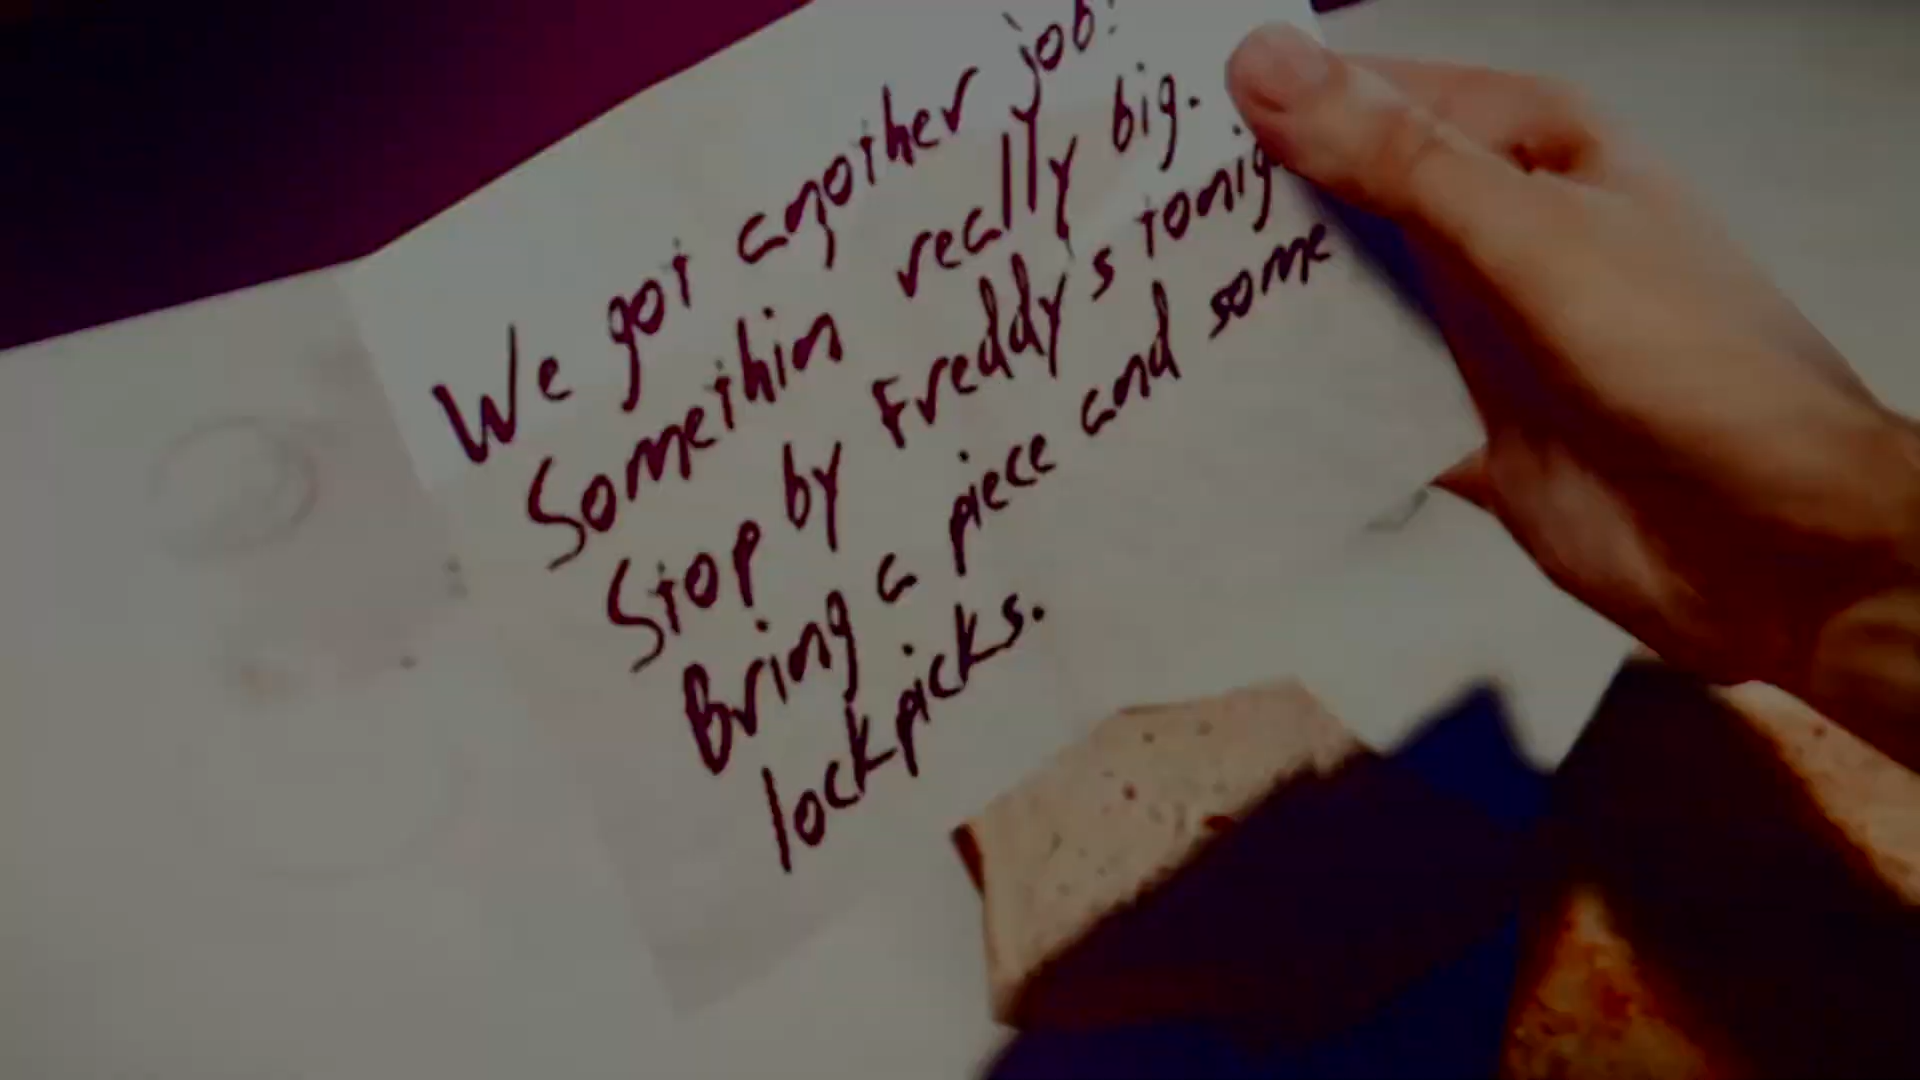 We got another job.
Somethin really big.
Stop by Freddy's
Bring a piece and some
lockpicks.